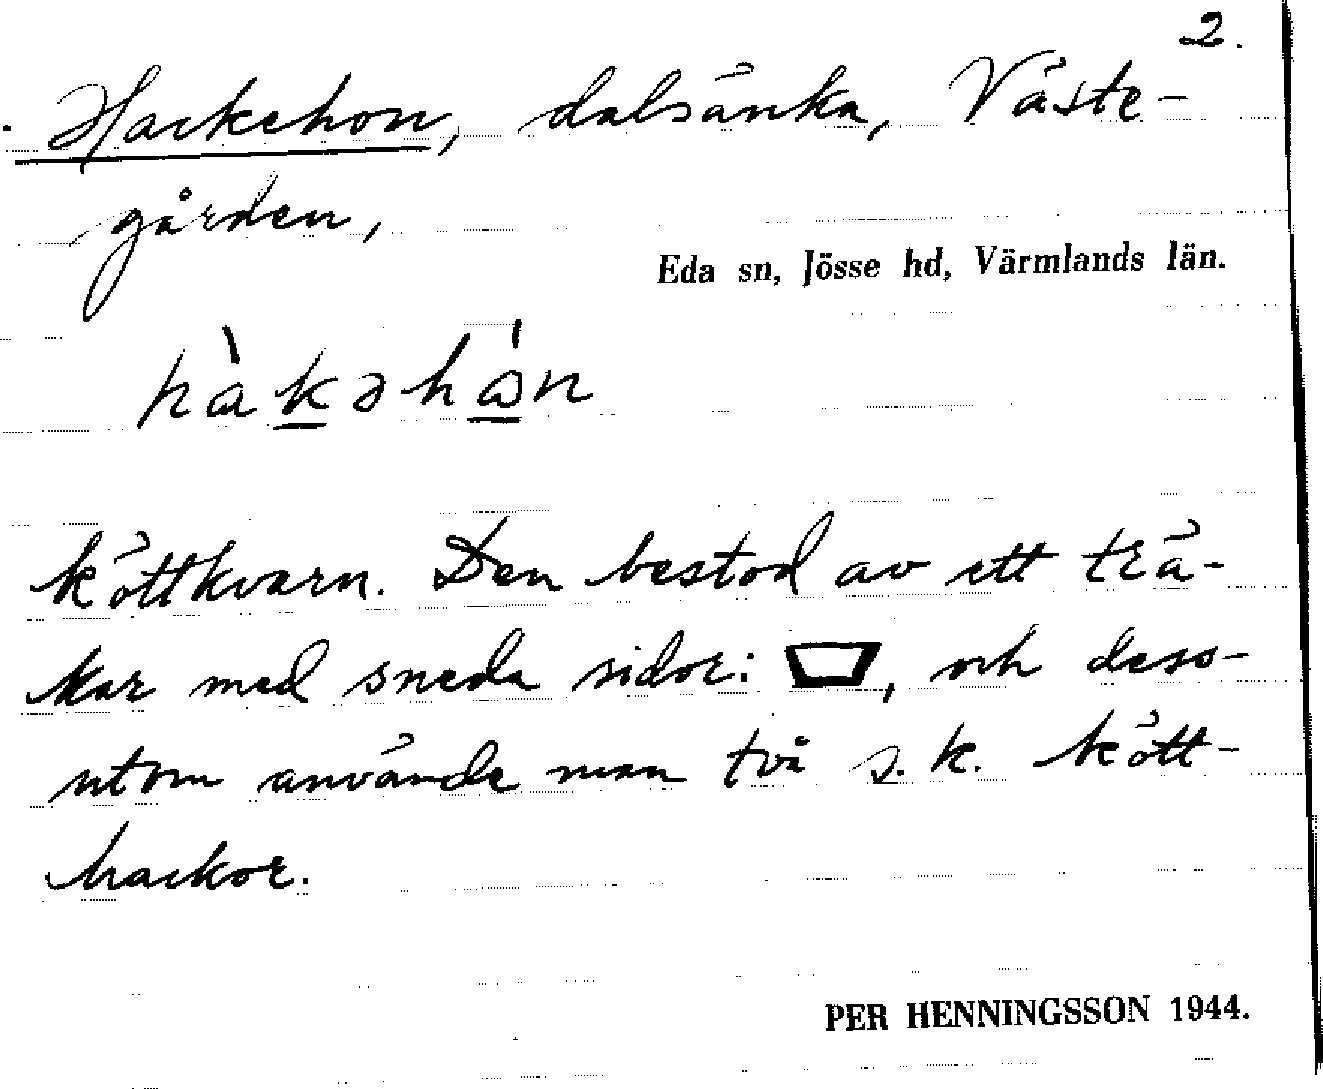 2.
Hackehon, dalsänka, Väste-
gården,
Eda sn, Jösse hd, Värmlands län.
hàkəhån
köttkvarn. Den bestod av ett trä-
kar med sneda sidor: , och dess-
utom använde man två s.k. kött-
hackor.
PER HENNINGSSON 1944.